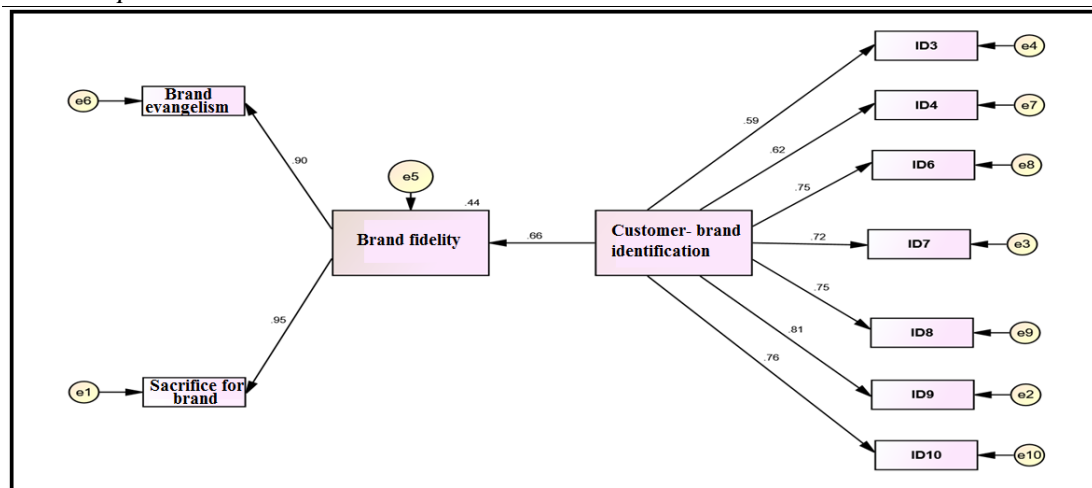 ID3
e4
.59
Brand
evangelism
e6
ID4
e7
.62
.90
e5
ID6
e8
.75
.44
Brand fidelity
.66
Customer- brand
identification
.72
ID7
e3
.75
.95
ID8
e9
.81
.76
Sacrifice for
brand
e1
ID9
e2
ID10
e10